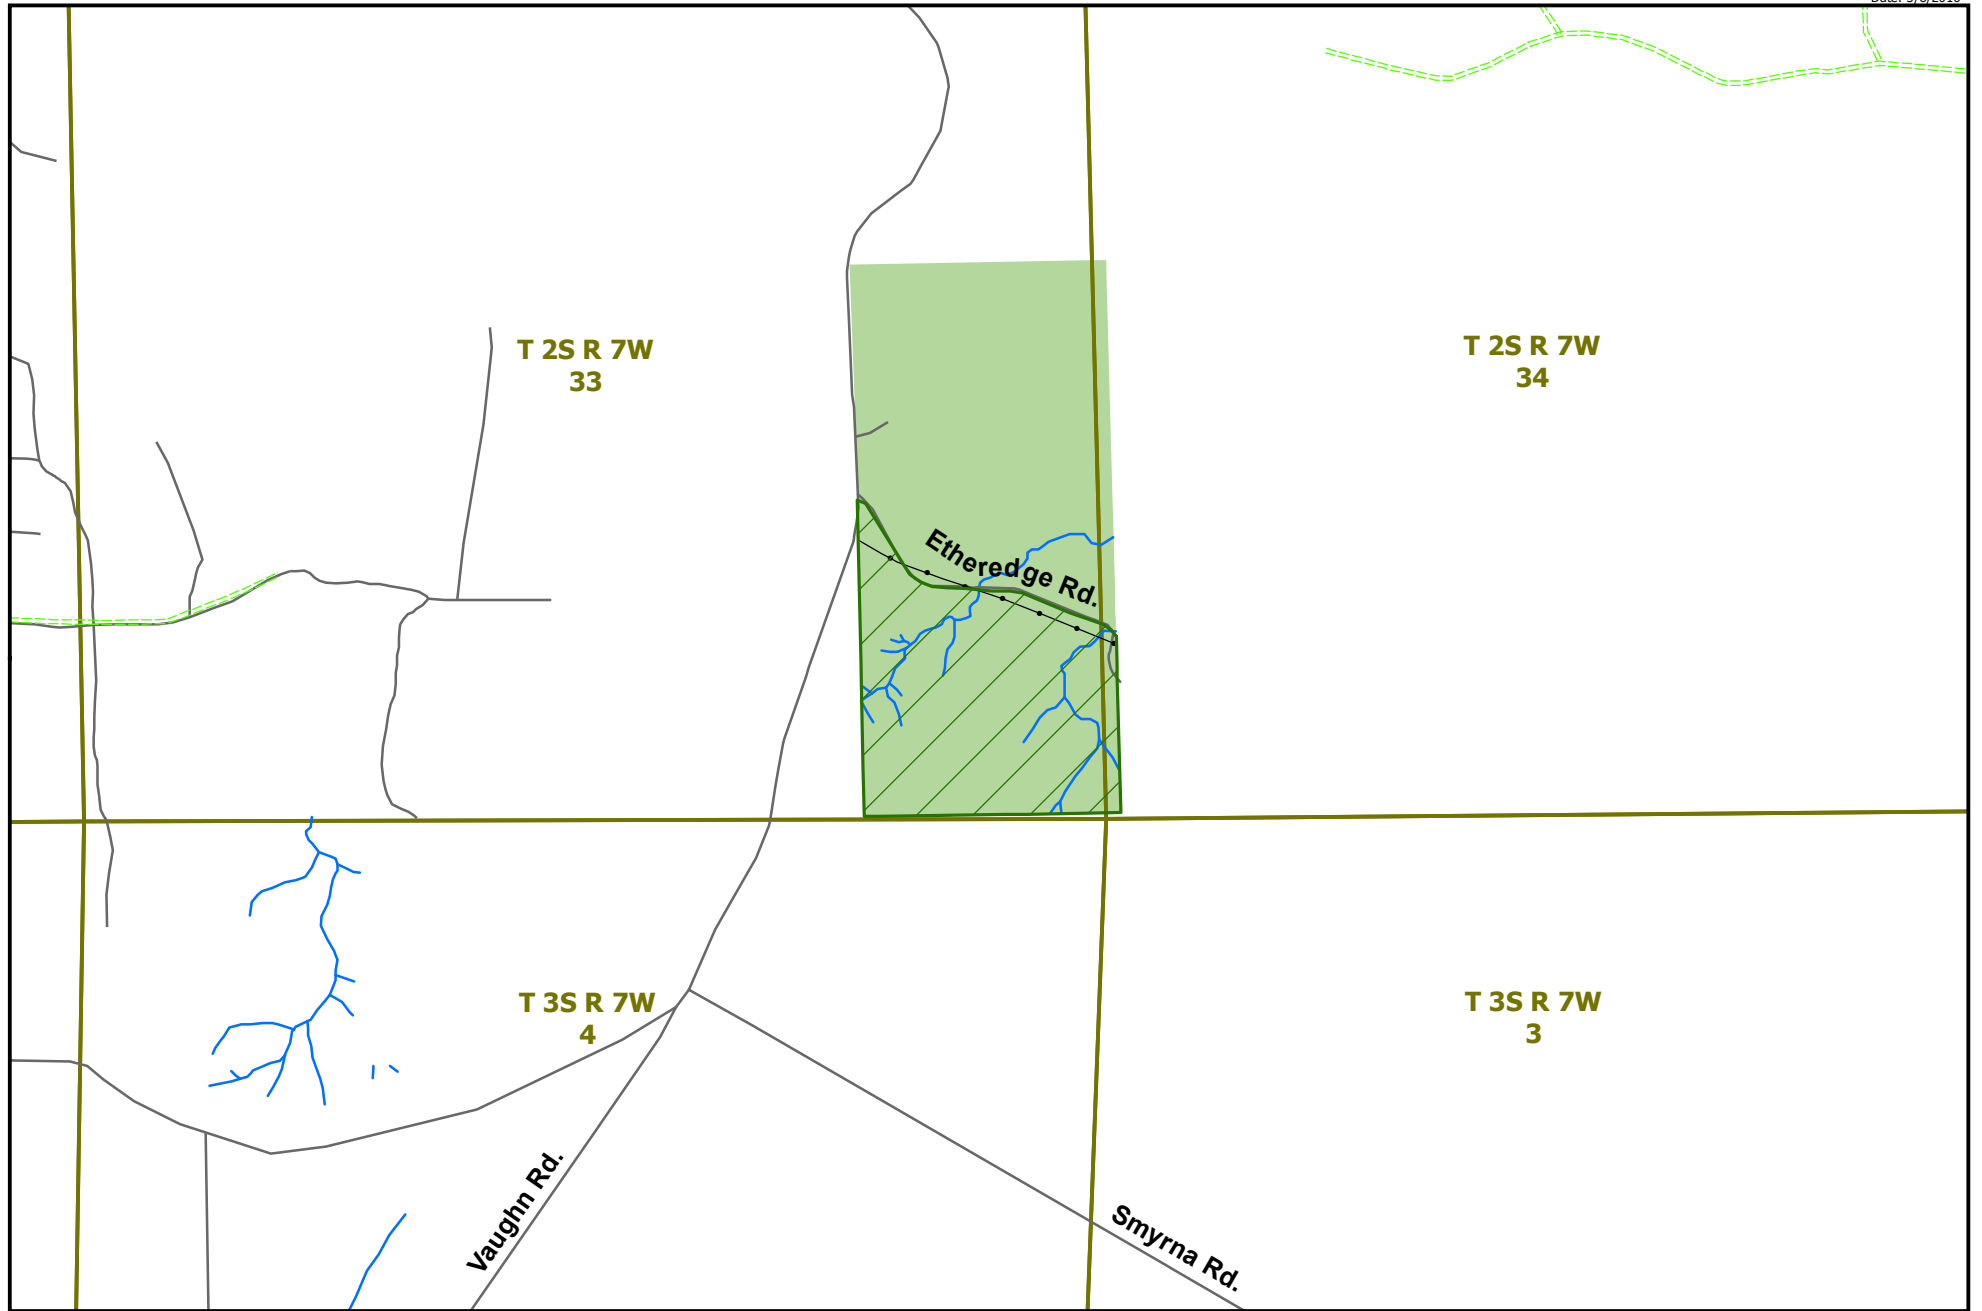 T 2S R 7W
33
T 2S R 7W
34
Etheredge Rd.
T 3S R 7W
4
T 3S R 7W
3
Vaughn Rd.
Smyrna Rd.